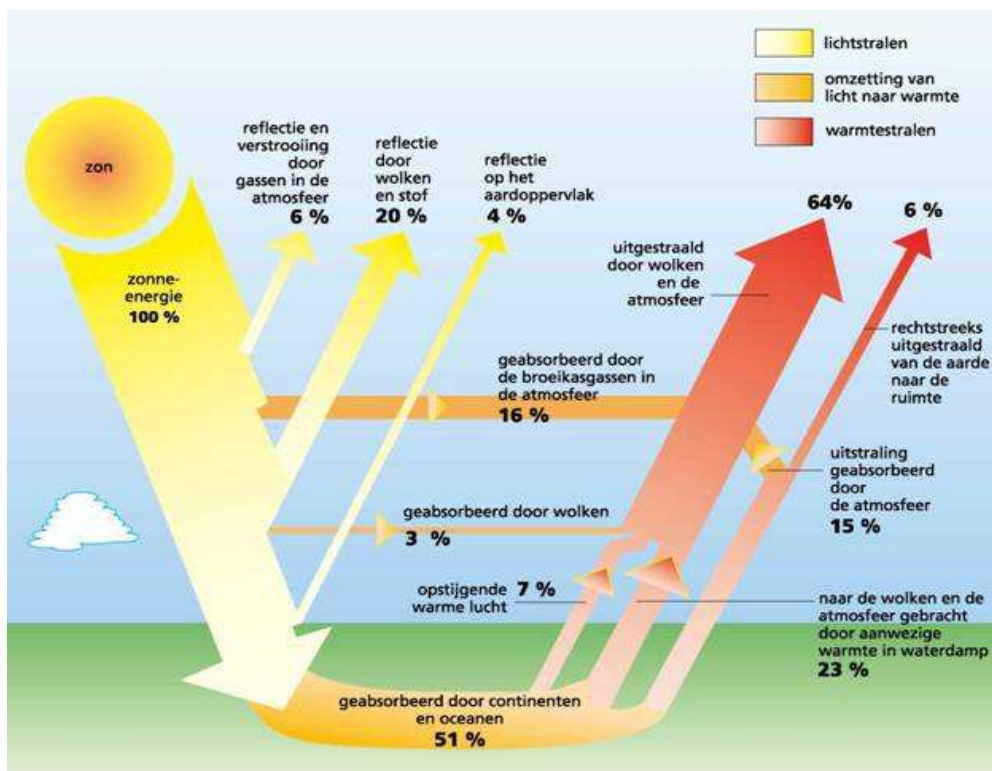 lichtstralen
omzetting van
licht naar warmte
warmtestralen
zon
zonne-
energie
100 %
reflectie en
verstrooiing
door
gassen in de
atmosfeer
6 %
reflectie
door
wolken
en stof
20 %
reflectie
op het
aardoppervlak
4 %
64%
6 %
uitgestraald
door wolken
en de
atmosfeer
rechtstreeks
uitgestraald
van de aarde
naar de
ruimte
geabsorbeerd door
de broeikasgassen in
de atmosfeer
16 %
uitstraling
geabsorbeerd
door
de atmosfeer
15 %
geabsorbeerd door wolken
3 %
opstijgende 7 %
warme lucht
naar de wolken en de
atmosfeer gebracht
door aanwezige
warmte in waterdamp
23 %
geabsorbeerd door continenten
en oceanen
51 %